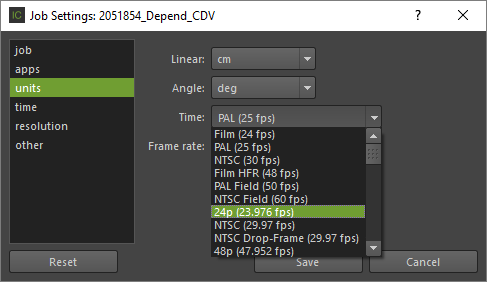 IC Job Settings: 2051854_Depend_CDV ?
job
apps
units
time
resolution
other
Linear: cm
Angle: deg
Time: PAL (25 fps)
Frame rate:
Film (24 fps)
PAL (25 fps)
NTSC (30 fps)
Film HFR (48 fps)
PAL Field (50 fps)
NTSC Field (60 fps)
24p (23.976 fps)
NTSC (29.97 fps)
NTSC Drop-Frame (29.97 fps)
48p (47.952 fps)
Reset Save Cancel